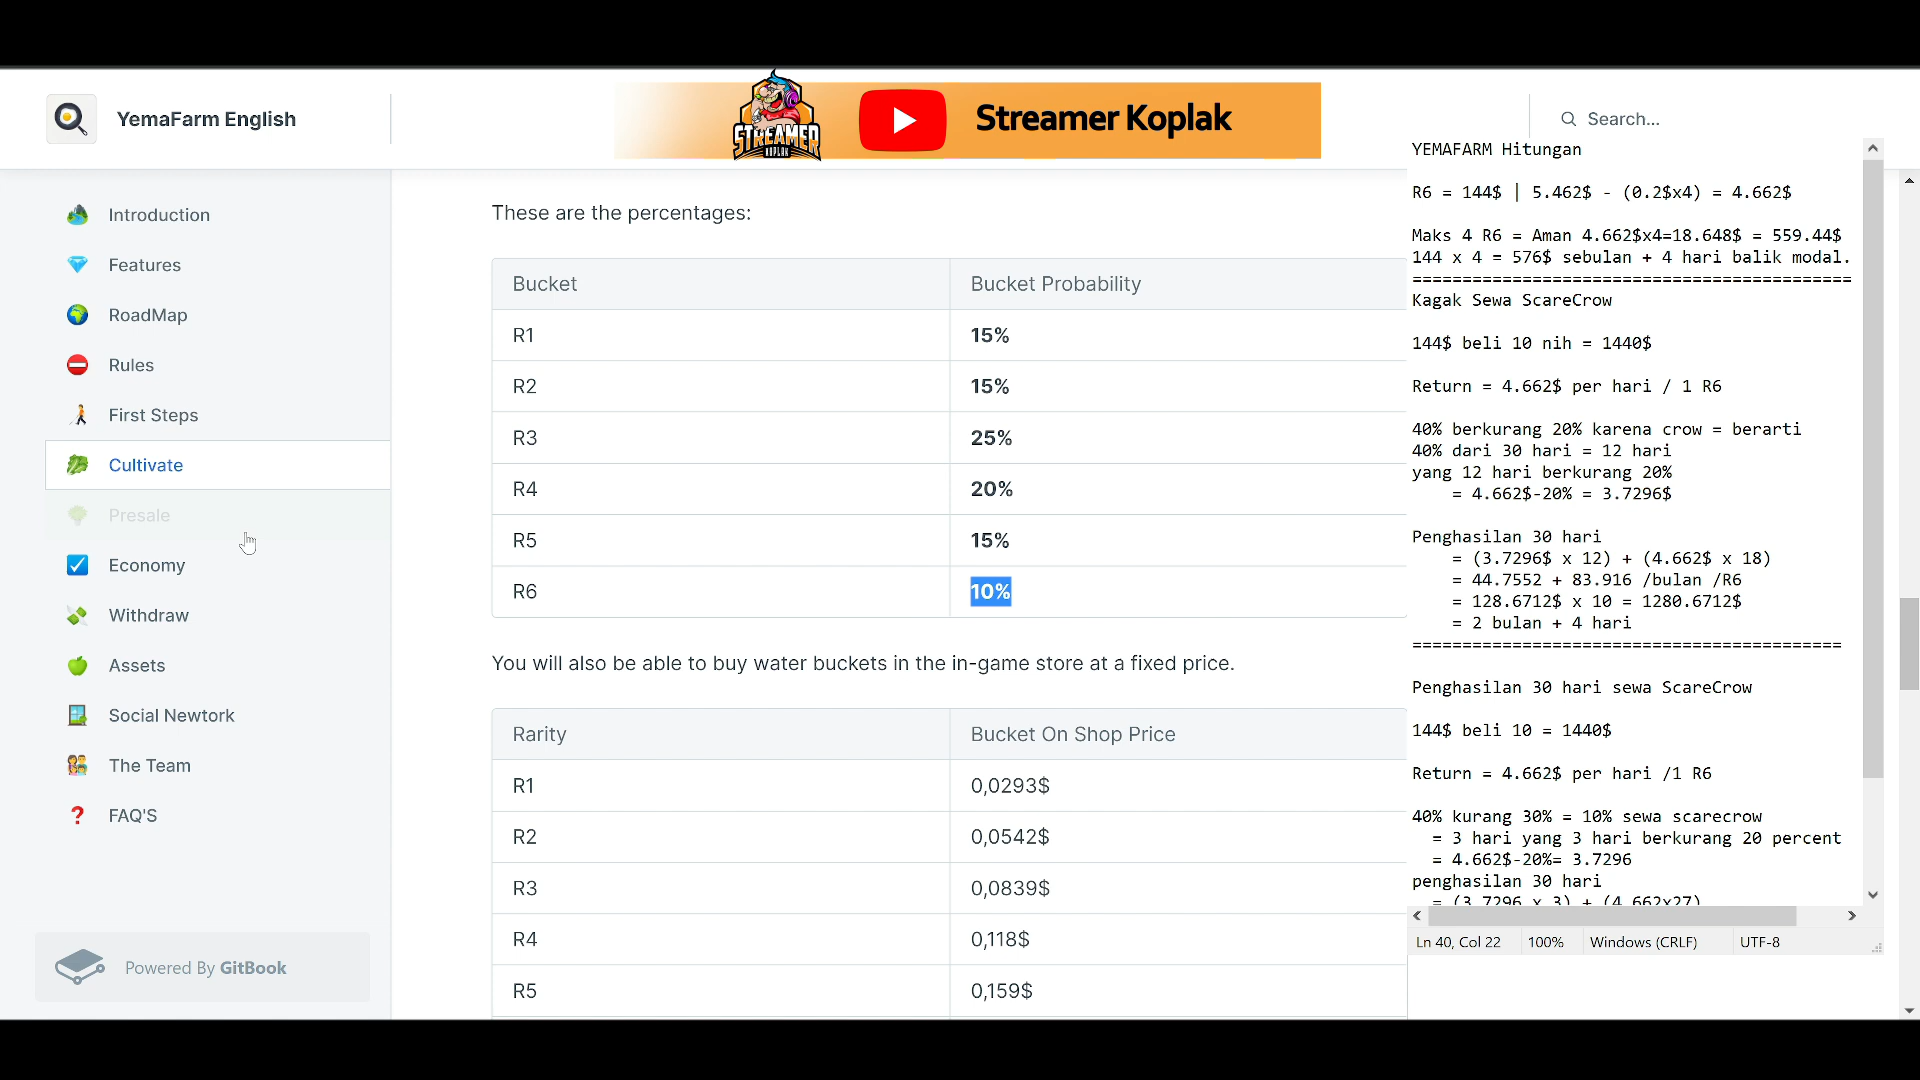 YemaFarm English
STREAMER
KOPLAK
Streamer Koplak
Search...
Introduction
Features
RoadMap
Rules
First Steps
Cultivate
Presale
Economy
Withdraw
Assets
Social Newtork
The Team
FAQ'S
Powered By GitBook
These are the percentages:
Bucket Bucket Probability
R1 15%
R2 15%
R3 25%
R4 20%
R5 15%
R6 10%
You will also be able to buy water buckets in the in-game store at a fixed price.
Rarity Bucket On Shop Price
R1 0,0293$
R2 0,0542$
R3 0,0839$
R4 0,118$
R5 0,159$
YEMAFARM Hitungan
R6 = 144$ | 5.462$ - (0.2$x4) = 4.662$
Maks 4 R6 = Aman 4.662$x4=18.648$ = 559.44$
144 x 4 = 576$ sebulan + 4 hari balik modal.
============================================
Kagak Sewa ScareCrow
144$ beli 10 nih = 1440$
Return = 4.662$ per hari / 1 R6
40% berkurang 20% karena crow = berarti
40% dari 30 hari = 12 hari
yang 12 hari berkurang 20%
= 4.662$-20% = 3.7296$
Penghasilan 30 hari
= (3.7296$ x 12) + (4.662$ x 18)
= 44.7552 + 83.916 /bulan /R6
= 128.6712$ x 10 = 1280.6712$
= 2 bulan + 4 hari
===========================================
Penghasilan 30 hari sewa ScareCrow
144$ beli 10 = 1440$
Return = 4.662$ per hari /1 R6
40% kurang 30% = 10% sewa scarecrow
= 3 hari yang 3 hari berkurang 20 percent
= 4.662$-20%= 3.7296
penghasilan 30 hari
= (3.7296 x 3) + (4.662x27)
Ln 40, Col 22 100% Windows (CRLF) UTF-8